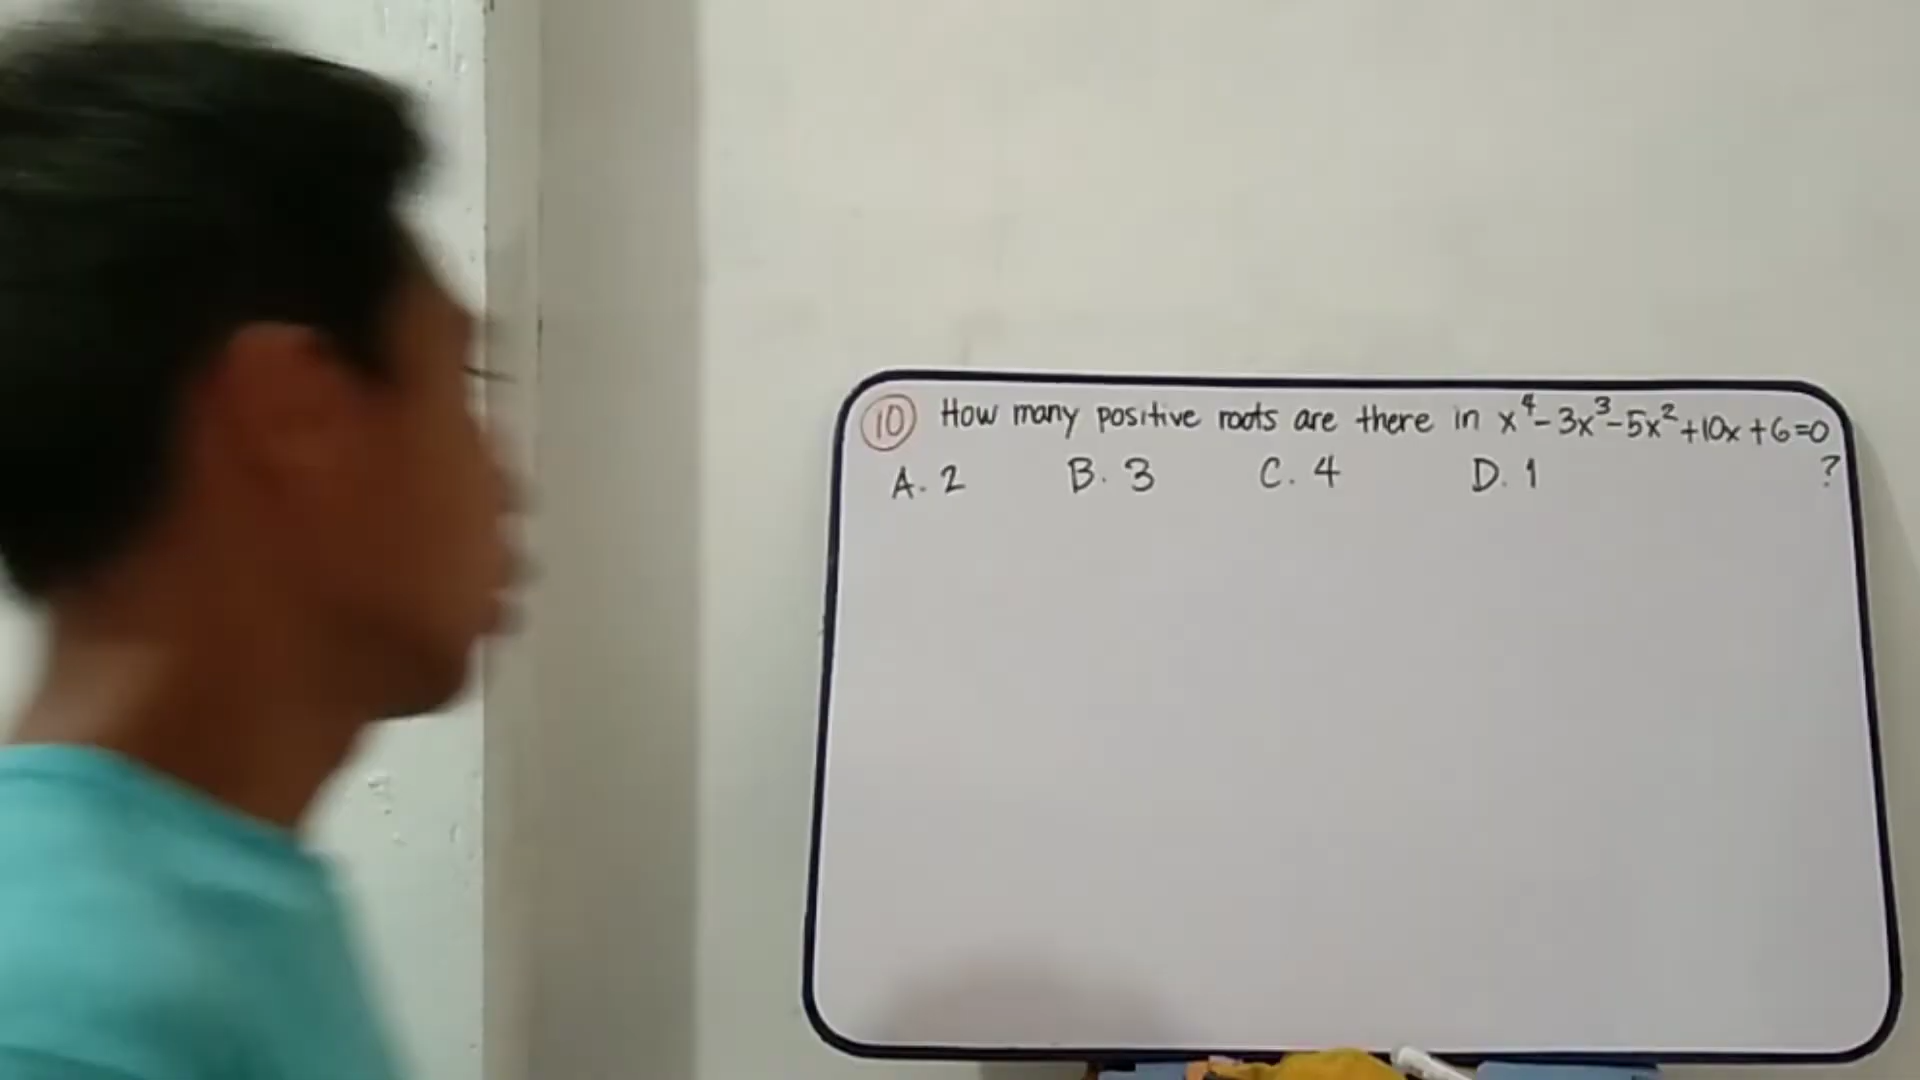 10 How many positive roots are there in x⁴-3x³-5x²+10x+6=0
A. 2 B. 3 C. 4 D. 1 ?